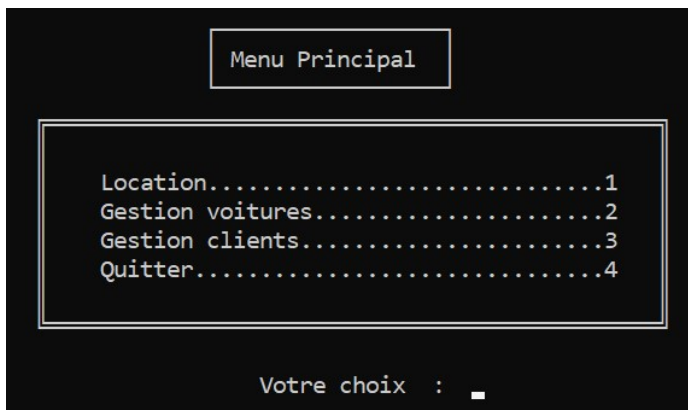 Menu Principal
Location..............................1
Gestion voitures......................2
Gestion clients.......................3
Quitter...............................4
Votre choix  :